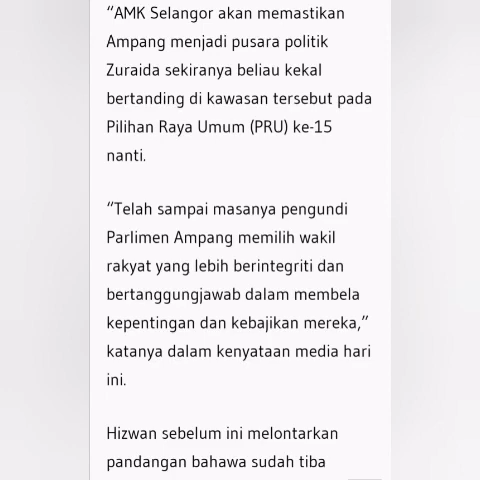 “AMK Selangor akan memastikan
Ampang menjadi pusara politik
Zuraida sekiranya beliau kekal
bertanding di kawasan tersebut pada
Pilihan Raya Umum (PRU) ke-15
nanti.
“Telah sampai masanya pengundi
Parlimen Ampang memilih wakil
rakyat yang lebih berintegriti dan
bertanggungjawab dalam membela
kepentingan dan kebajikan mereka,”
katanya dalam kenyataan media hari
ini.
Hizwan sebelum ini melontarkan
pandangan bahawa sudah tiba